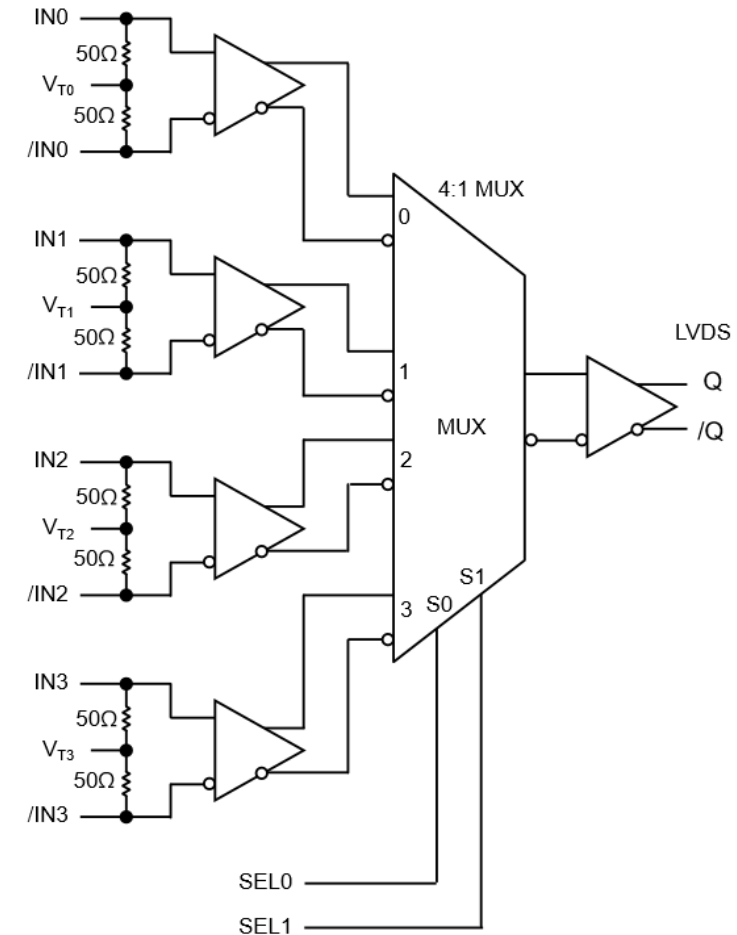 IN0
50Ω
VT0
50Ω
/IN0
4:1 MUX
0
IN1
50Ω
VT1
50Ω
/IN1
1
LVDS
Q
/Q
MUX
IN2
50Ω
VT2
50Ω
/IN2
2
S1
S0
3
IN3
50Ω
VT3
50Ω
/IN3
SEL0
SEL1